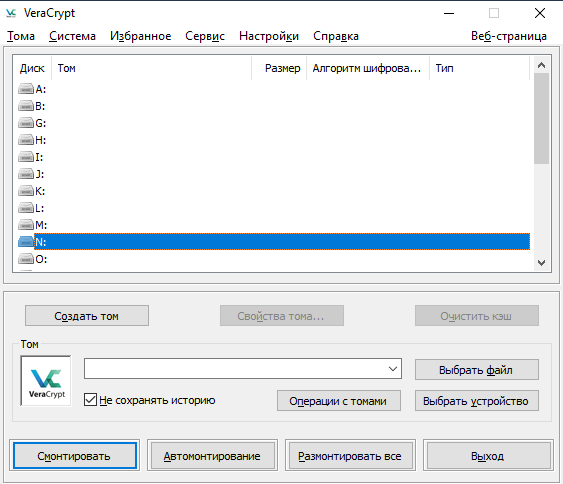 VeraCrypt
Тома Система Избранное Сервис Настройки Справка Веб-страница
Диск Том Размер Алгоритм шифрова... Тип
A:
B:
G:
H:
I:
J:
K:
L:
M:
N:
O:
Создать том Свойства тома... Очистить кэш
Том
VeraCrypt
Выбрать файл
Не сохранять историю Операции с томами Выбрать устройство
Смонтировать Автомонтирование Размонтировать все Выход